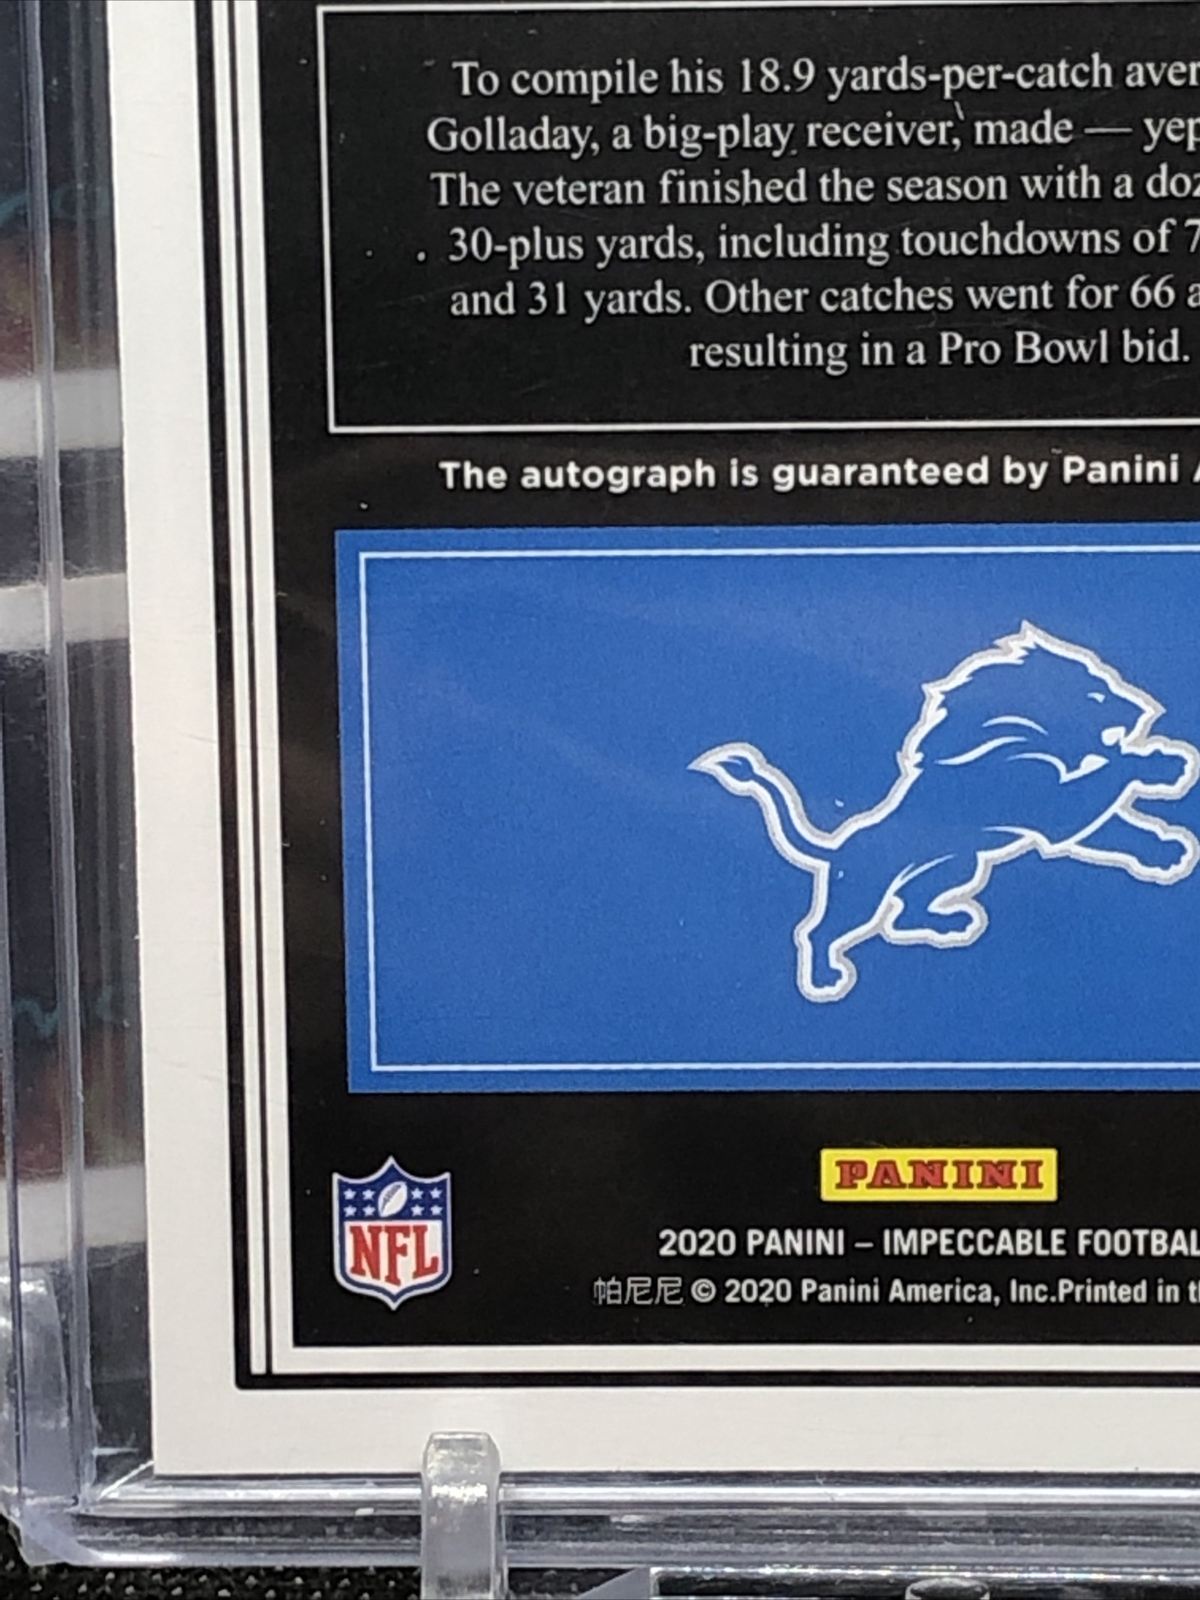 To compile his 18.9 yards-per-catch aver
Golladay, a big-play receiver, made — yep
The veteran finished the season with a doz
30-plus yards, including touchdowns of 7
and 31 yards. Other catches went for 66 a
resulting in a Pro Bowl bid.
The autograph is guaranteed by Panini A
PANINI
NFL
2020 PANINI – IMPECCABLE FOOTBAL
帕尼尼 © 2020 Panini America, Inc.Printed in th